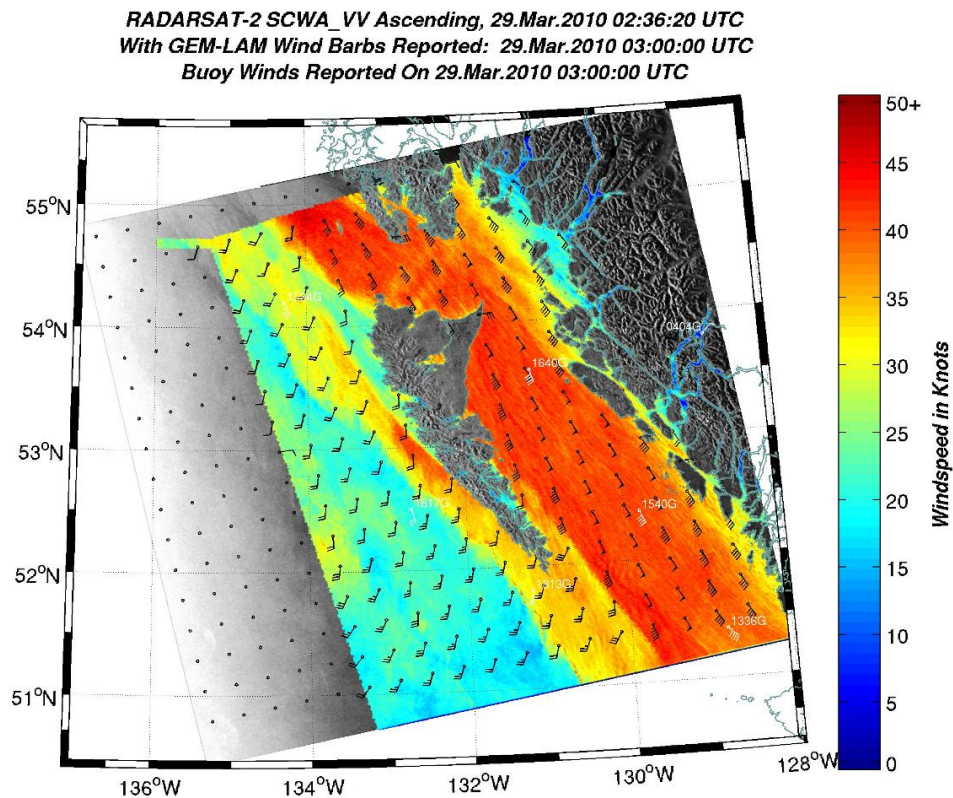 RADARSAT-2 SCWA_VV Ascending, 29.Mar.2010 02:36:20 UTC
With GEM-LAM Wind Barbs Reported:  29.Mar.2010 03:00:00 UTC
Buoy Winds Reported On 29.Mar.2010 03:00:00 UTC
50+
45
40
35
30
25
20
15
10
5
0
Windspeed in Knots
55°N
54°N
53°N
52°N
51°N
0404G
1640G
1540G
1313G
1336G
136°W
134°W
132°W
130°W
128°W